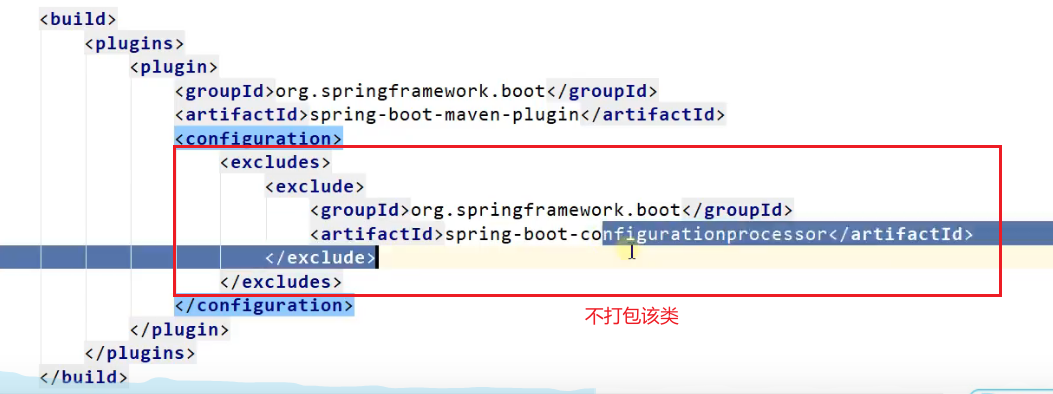 <build>
<plugins>
<plugin>
<groupId>org.springframework.boot</groupId>
<artifactId>spring-boot-maven-plugin</artifactId>
<configuration>
<excludes>
<exclude>
<groupId>org.springframework.boot</groupId>
<artifactId>spring-boot-configurationprocessor</artifactId>
</exclude>
</excludes>
</configuration>
不打包该类
</plugin>
</plugins>
</build>